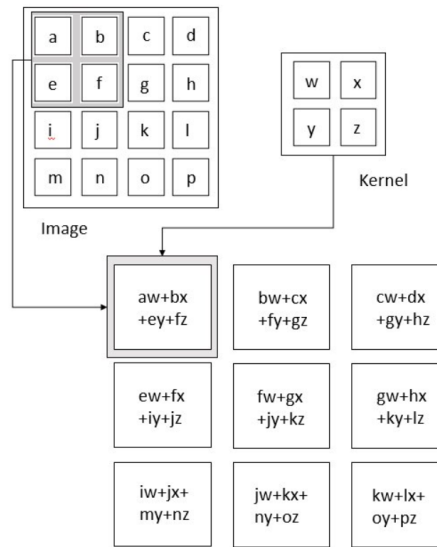 a b c d
w x
e f g h
y z
i j k l
Kernel
m n o p
Image
aw+bx bw+cx cw+dx
+ey+fz +fy+gz +gy+hz
ew+fx fw+gx gw+hx
+iy+jz +jy+kz +ky+lz
iw+jx+ jw+kx+ kw+lx+
my+nz ny+oz oy+pz